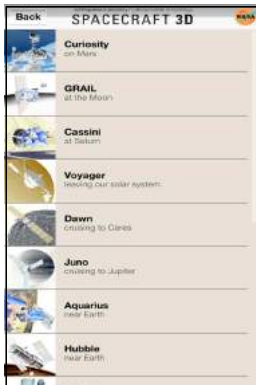 Back
SPACECRAFT 3D
NASA
Curiosity
on Mars
GRAIL
at the Moon
Cassini
at Saturn
Voyager
leaving our solar system
Dawn
cruising to Ceres
Juno
cruising to Jupiter
Aquarius
near Earth
Hubble
near Earth